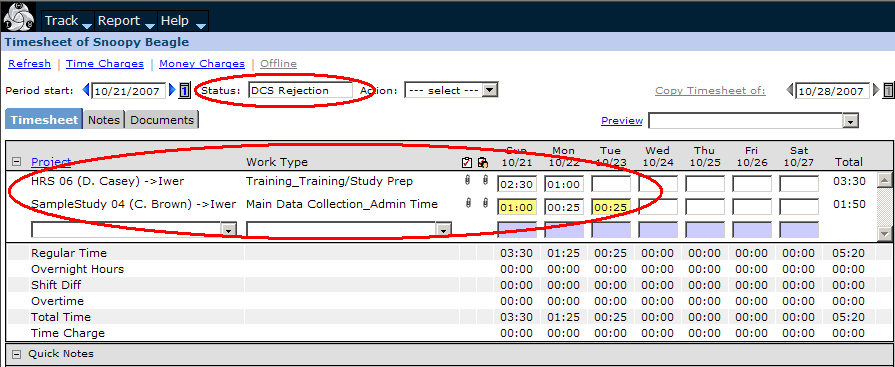 Track Report Help
Timesheet of Snoopy Beagle
Refresh | Time Charges | Money Charges | Offline
Period start: 10/21/2007 1 Status: DCS Rejection Action: --- select --- Copy Timesheet of: 10/28/2007 1
Timesheet Notes Documents Preview
Sun Mon Tue Wed Thu Fri Sat
Project Work Type 10/21 10/22 10/23 10/24 10/25 10/26 10/27 Total
HRS 06 (D. Casey) ->Iwer Training_Training/Study Prep 02:30 01:00 03:30
SampleStudy 04 (C. Brown) ->Iwer Main Data Collection_Admin Time 01:00 00:25 00:25 01:50
Regular Time 03:30 01:25 00:25 00:00 00:00 00:00 00:00 05:20
Overnight Hours 00:00 00:00 00:00 00:00 00:00 00:00 00:00 00:00
Shift Diff 00:00 00:00 00:00 00:00 00:00 00:00 00:00 00:00
Overtime 00:00 00:00 00:00 00:00 00:00 00:00 00:00 00:00
Total Time 03:30 01:25 00:25 00:00 00:00 00:00 00:00 05:20
Time Charge 00:00 00:00 00:00 00:00 00:00 00:00 00:00 00:00
Quick Notes